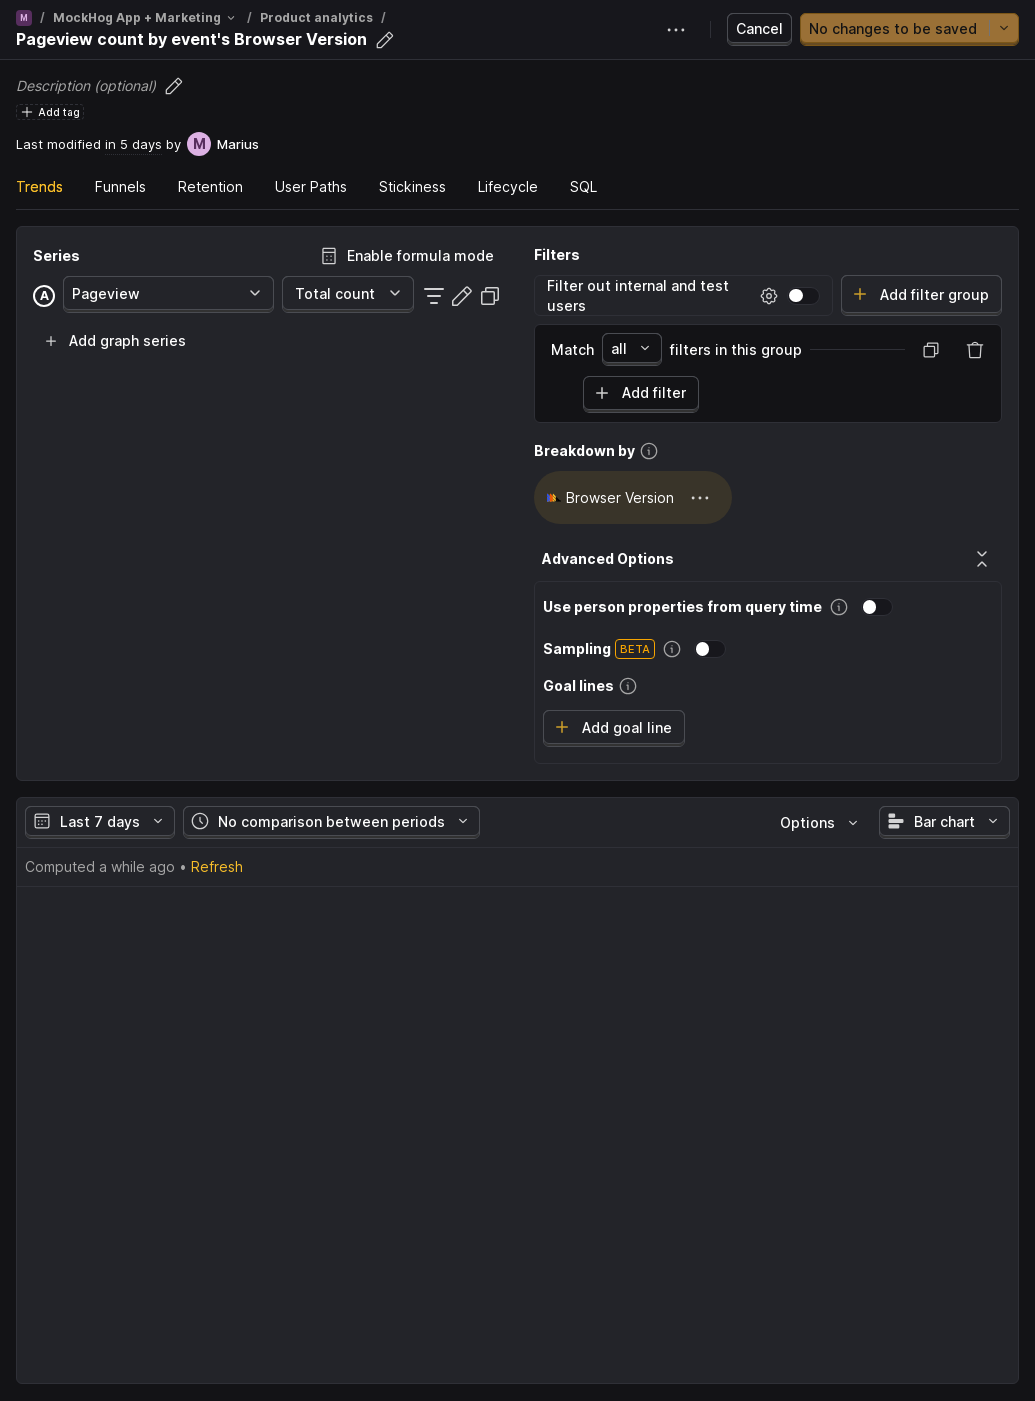 M / MockHog App + Marketing / Product analytics /
Pageview count by event's Browser Version
Cancel
No changes to be saved
Description (optional)
Add tag
Last modified in 5 days by M Marius
Trends Funnels Retention User Paths Stickiness Lifecycle SQL
Series
Enable formula mode
A Pageview Total count
Add graph series
Filters
Filter out internal and test
users
Add filter group
Match all filters in this group
Add filter
Breakdown by
Browser Version
Advanced Options
Use person properties from query time
Sampling BETA
Goal lines
Add goal line
Last 7 days No comparison between periods Options Bar chart
Computed a while ago • Refresh